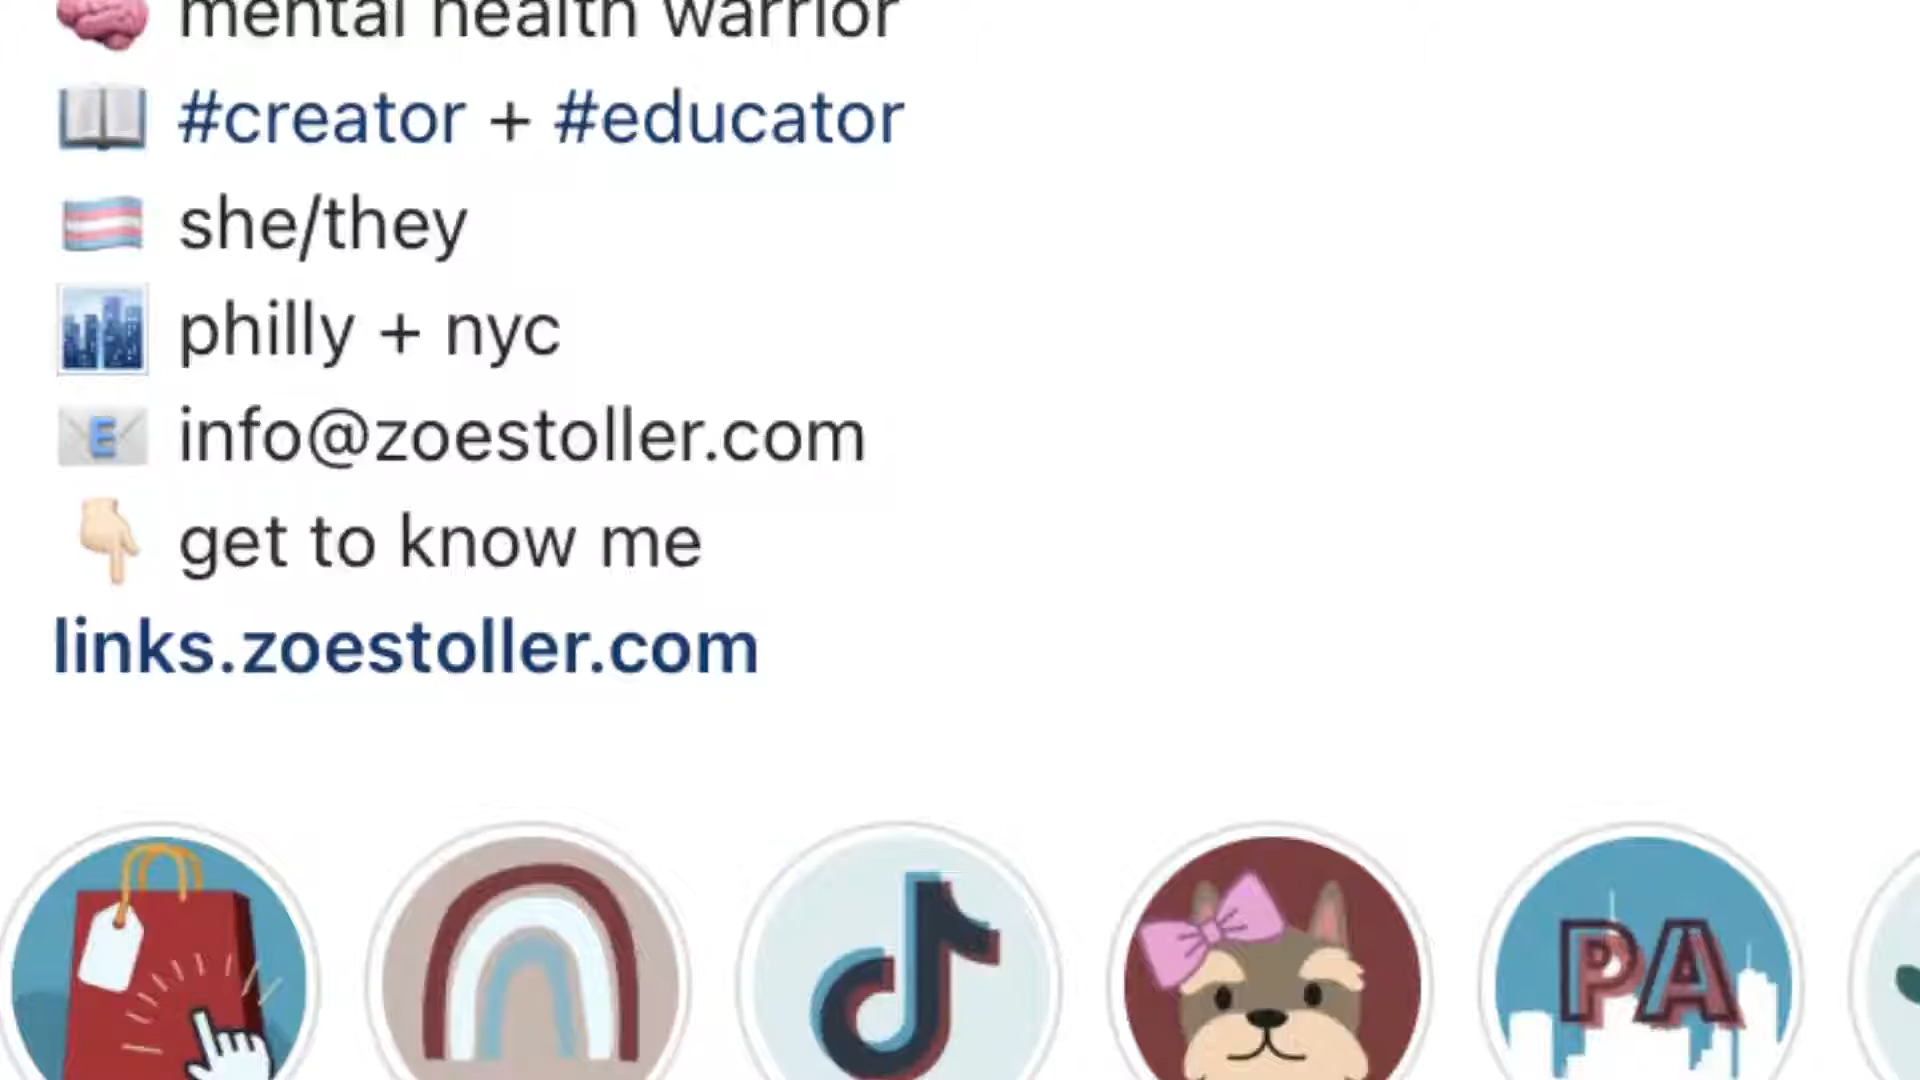 mental health warrior
#creator + #educator
she/they
philly + nyc
E info@zoestoller.com
get to know me
links.zoestoller.com
PA